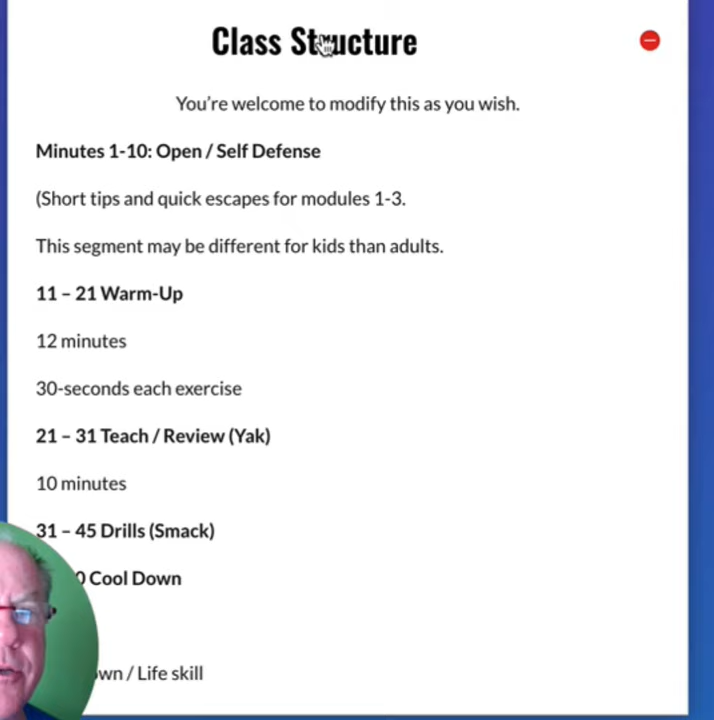 Class Structure
You're welcome to modify this as you wish.
Minutes 1-10: Open / Self Defense
(Short tips and quick escapes for modules 1-3.
This segment may be different for kids than adults.
11 – 21 Warm-Up
12 minutes
30-seconds each exercise
21 – 31 Teach / Review (Yak)
10 minutes
31 – 45 Drills (Smack)
Cool Down
/ Life skill